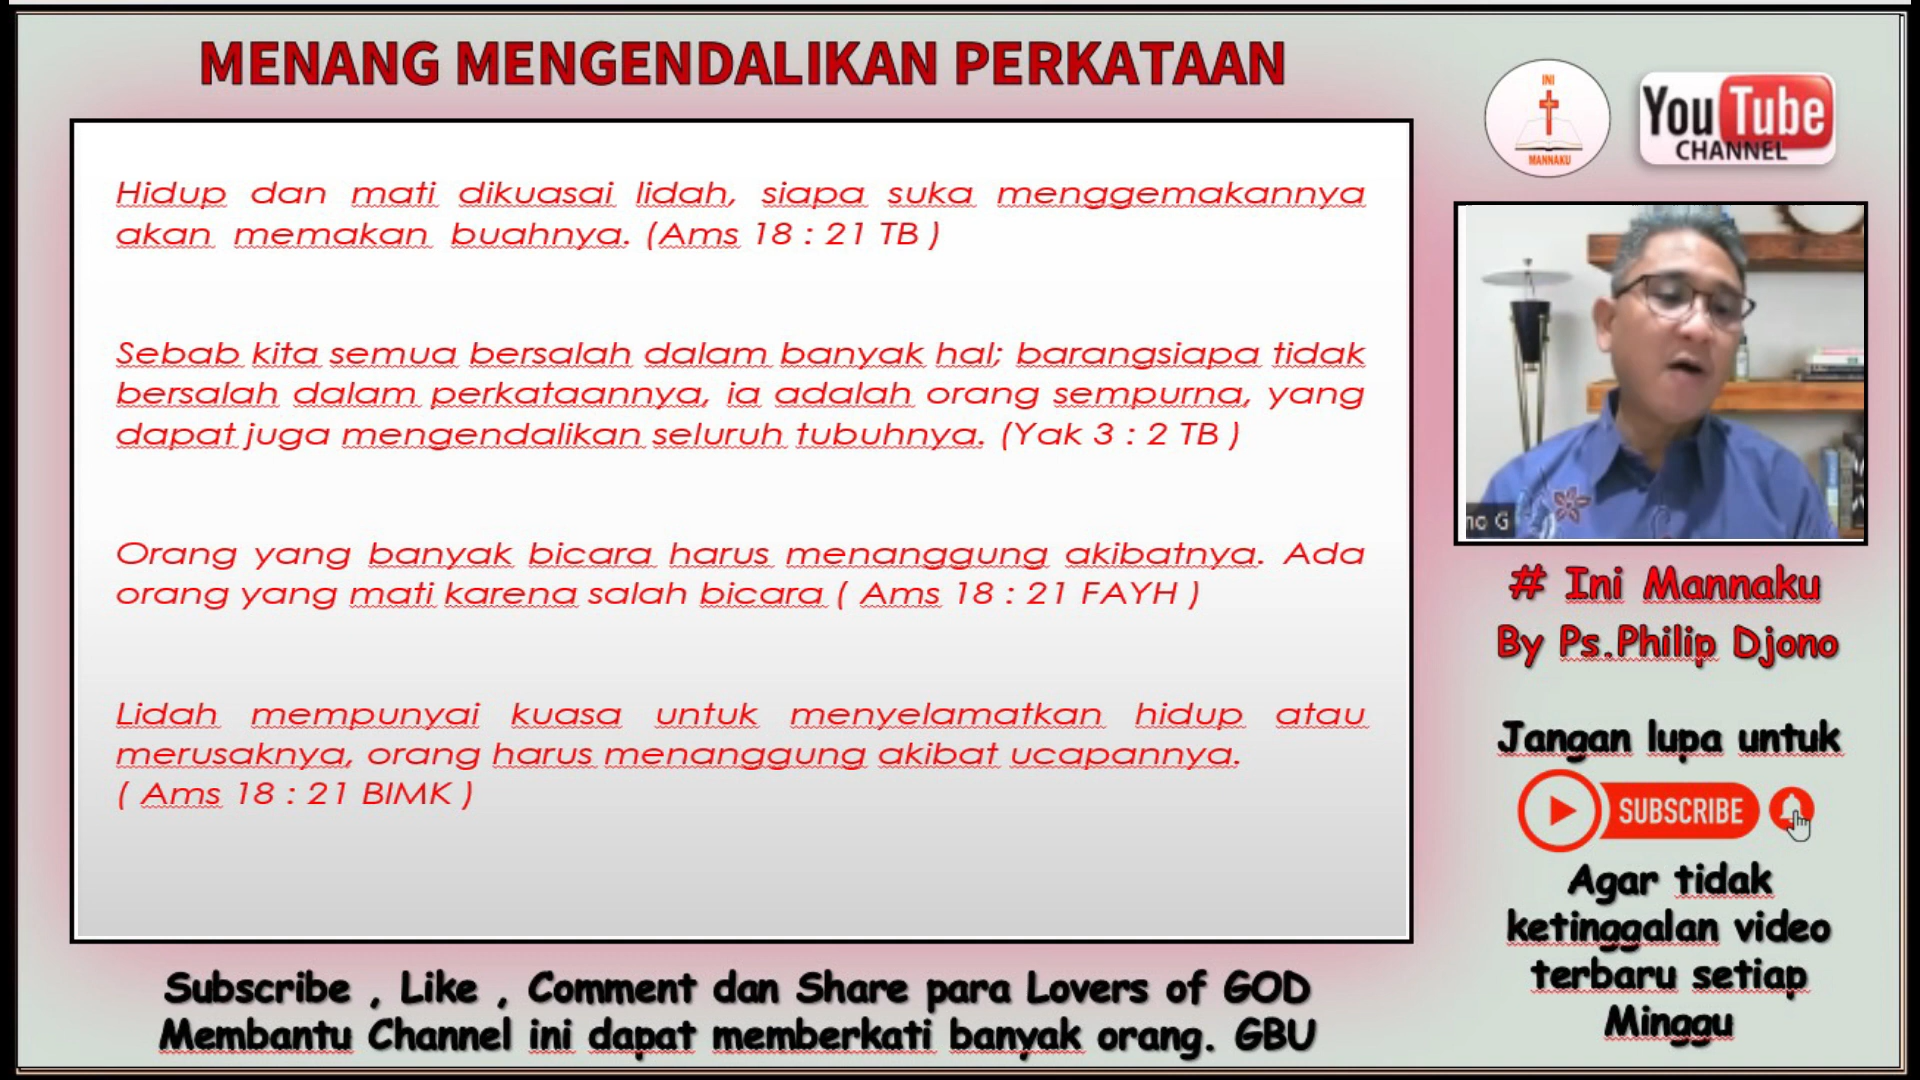 MENANG MENGENDALIKAN PERKATAAN
Hidup dan mati dikuasai lidah, siapa suka menggemakannya
akan memakan buahnya. (Ams 18 : 21 TB )
Sebab kita semua bersalah dalam banyak hal; barangsiapa tidak
bersalah dalam perkataannya, ia adalah orang sempurna, yang
dapat juga mengendalikan seluruh tubuhnya. (Yak 3 : 2 TB )
Orang yang banyak bicara harus menanggung akibatnya. Ada
orang yang mati karena salah bicara ( Ams 18 : 21 FAYH )
Lidah mempunyai kuasa untuk menyelamatkan hidup atau
merusaknya, orang harus menanggung akibat ucapannya.
( Ams 18 : 21 BIMK )
Subscribe , Like , Comment dan Share para Lovers of GOD
Membantu Channel ini dapat memberkati banyak orang. GBU
INI
MANNAKU
YouTube
CHANNEL
no G
# Ini Mannaku
By Ps.Philip Djono
Jangan lupa untuk
SUBSCRIBE
Agar tidak
ketinggalan video
terbaru setiap
Minggu